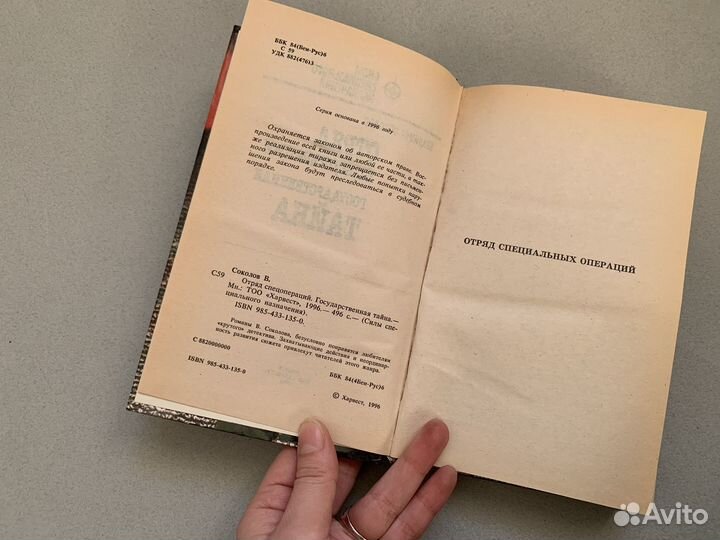 ББК 84(Бен-Рус)6
С 59
УДК 882(476)3
Серия основана в 1996 году
Охраняется законом об авторском праве. Вос-
произведение всей книги или любой ее части, а так-
же реализация тиража запрещается без письмен-
ного разрешения издателя. Любые попытки нару-
шения закона будут преследоваться в судебном
порядке.
Соколов В.
С59 Отряд спецопераций. Государственная тайна.—
Мн.: ТОО «Харвест», 1996.— 496 с.— (Силы спе-
циального назначения).
ISBN 985-433-135-0.
Романы В. Соколова, безусловно понравятся любителям
«крутого» детектива. Захватывающие действия и неординар-
ность развития сюжета привлекут читателей этого жанра.
С 8820000000
ББК 84(4Бен-Рус)6
ISBN 985-433-135-0
© Харвест, 1996
ОТРЯД СПЕЦИАЛЬНЫХ ОПЕРАЦИЙ
ГОСУДАРСТВЕННАЯ
ТАЙНА
Avito